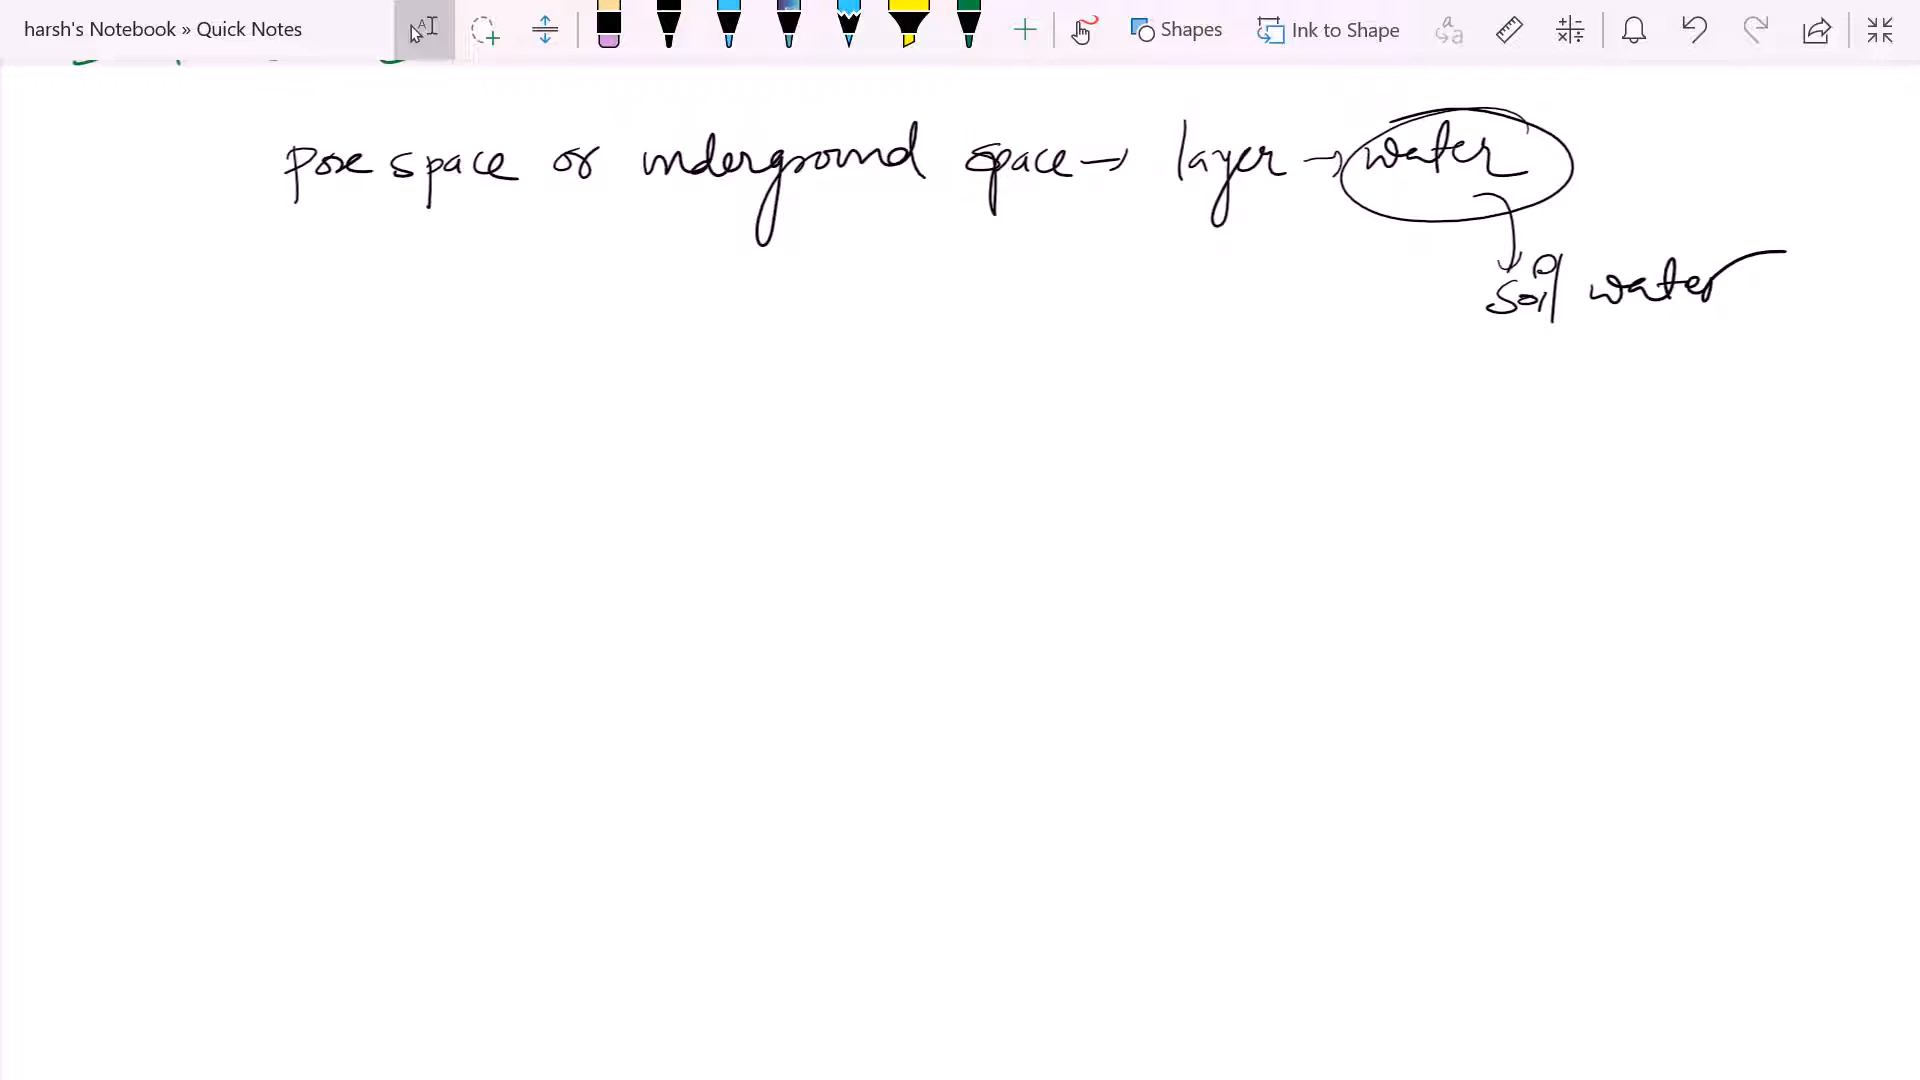 harsh's Notebook » Quick Notes Shapes Ink to Shape
pore space or underground space → layer → water
soil water